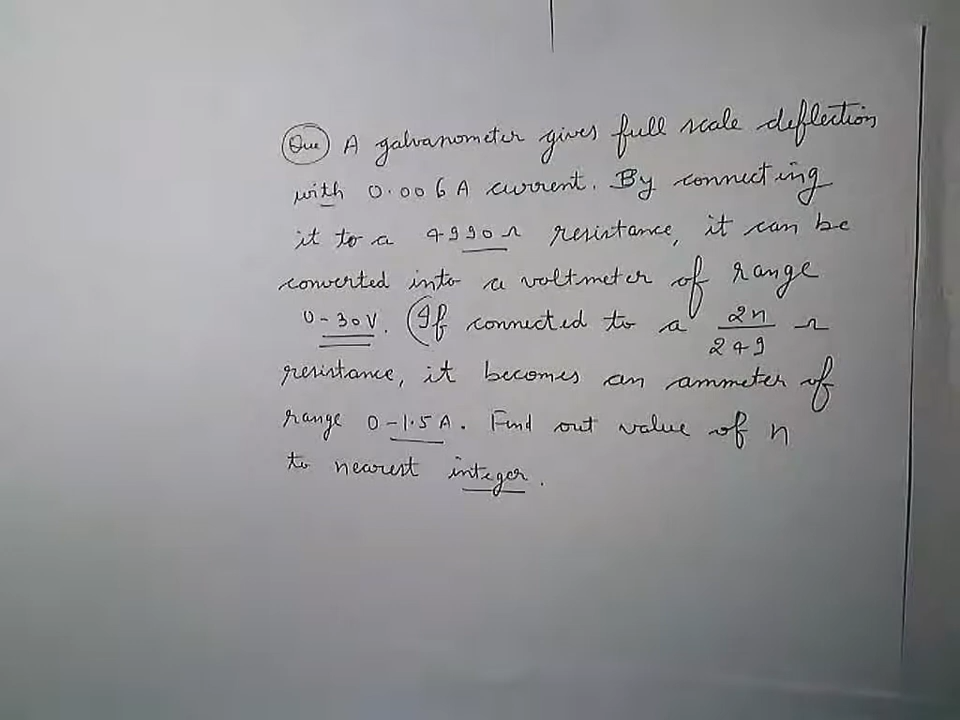 Que A galvanometer gives full scale deflection
with 0.006 A current. By connecting
it to a 4990 Ω resistance, it can be
converted into a voltmeter of range
0-30V. (If connected to a 2n/249 Ω
resistance, it becomes an ammeter of
range 0-1.5 A. Find out value of n
to nearest integer.